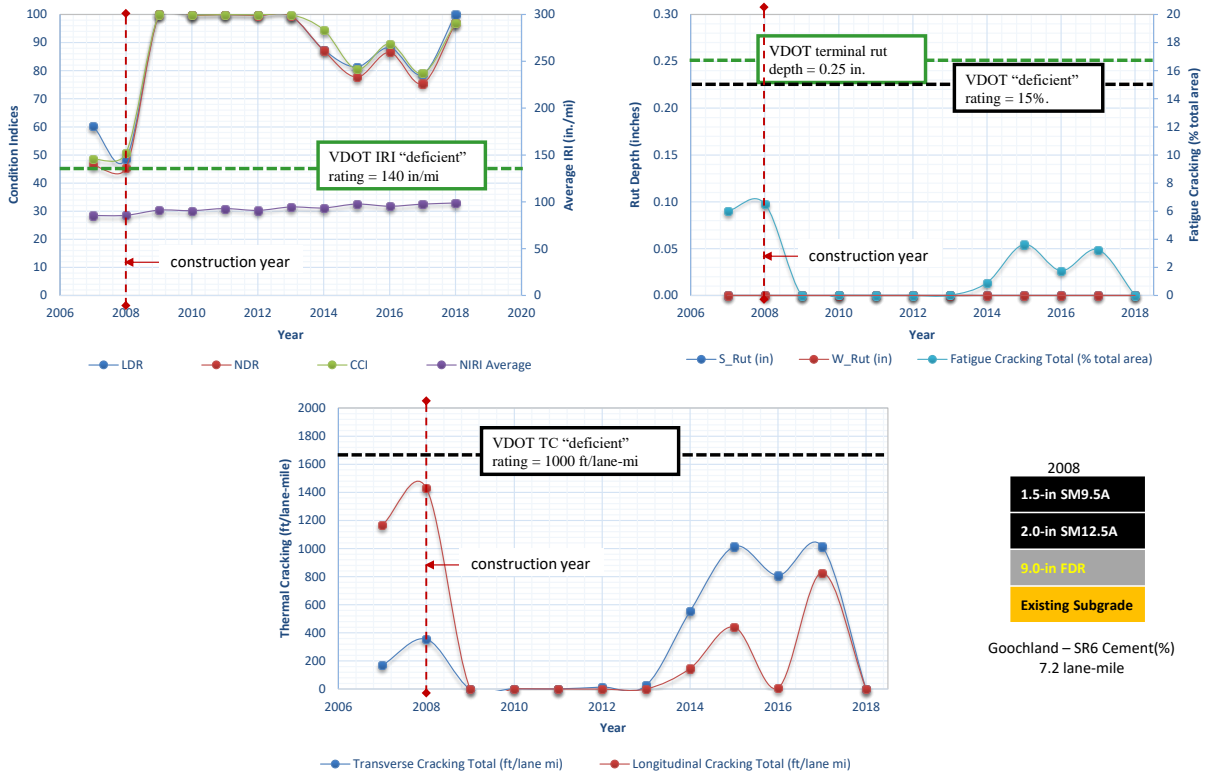 100
90
80
70
60
50
40
30
20
10
0
Condition Indices
300
250
200
150
100
50
0
Average IRI (in./mi)
VDOT IRI “deficient”
rating = 140 in/mi
construction year
2006 2008 2010 2012 2014 2016 2018 2020
Year
LDR NDR CCI NIRI Average
0.30
0.25
0.20
0.15
0.10
0.05
0.00
Rut Depth (inches)
20
18
16
14
12
10
8
6
4
2
0
Fatigue Cracking (% total area)
VDOT terminal rut
depth = 0.25 in.
VDOT “deficient”
rating = 15%.
construction year
2006 2008 2010 2012 2014 2016 2018
Year
S_Rut (in) W_Rut (in) Fatigue Cracking Total (% total area)
2000
1800
1600
1400
1200
1000
800
600
400
200
0
Thermal Cracking (ft/lane-mile)
VDOT TC “deficient”
rating = 1000 ft/lane-mi
construction year
2006 2008 2010 2012 2014 2016 2018
Year
Transverse Cracking Total (ft/lane mi) Longitudinal Cracking Total (ft/lane mi)
2008
1.5-in SM9.5A
2.0-in SM12.5A
9.0-in FDR
Existing Subgrade
Goochland – SR6 Cement(%)
7.2 lane-mile